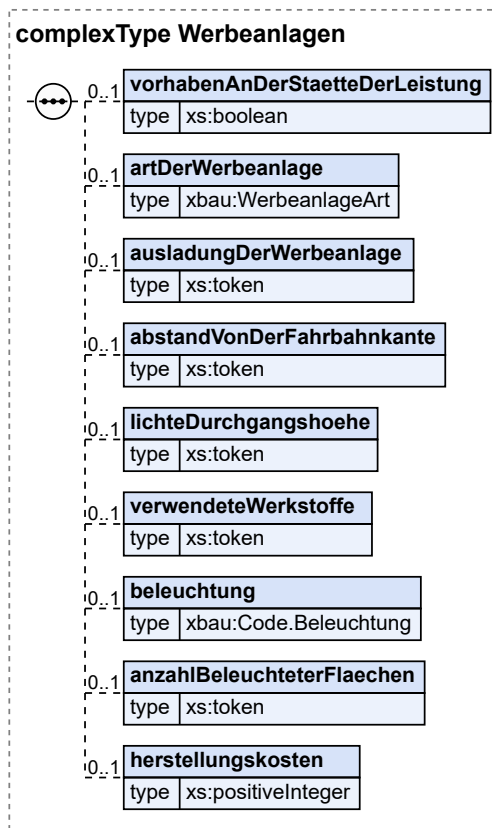 complexType Werbeanlagen
0..1 vorhabenAnDerStaetteDerLeistung
type xs:boolean
0..1 artDerWerbeanlage
type xbau:WerbeanlageArt
0..1 ausladungDerWerbeanlage
type xs:token
0..1 abstandVonDerFahrbahnkante
type xs:token
0..1 lichteDurchgangshoehe
type xs:token
0..1 verwendeteWerkstoffe
type xs:token
0..1 beleuchtung
type xbau:Code.Beleuchtung
0..1 anzahlBeleuchteterFlaechen
type xs:token
0..1 herstellungskosten
type xs:positiveInteger